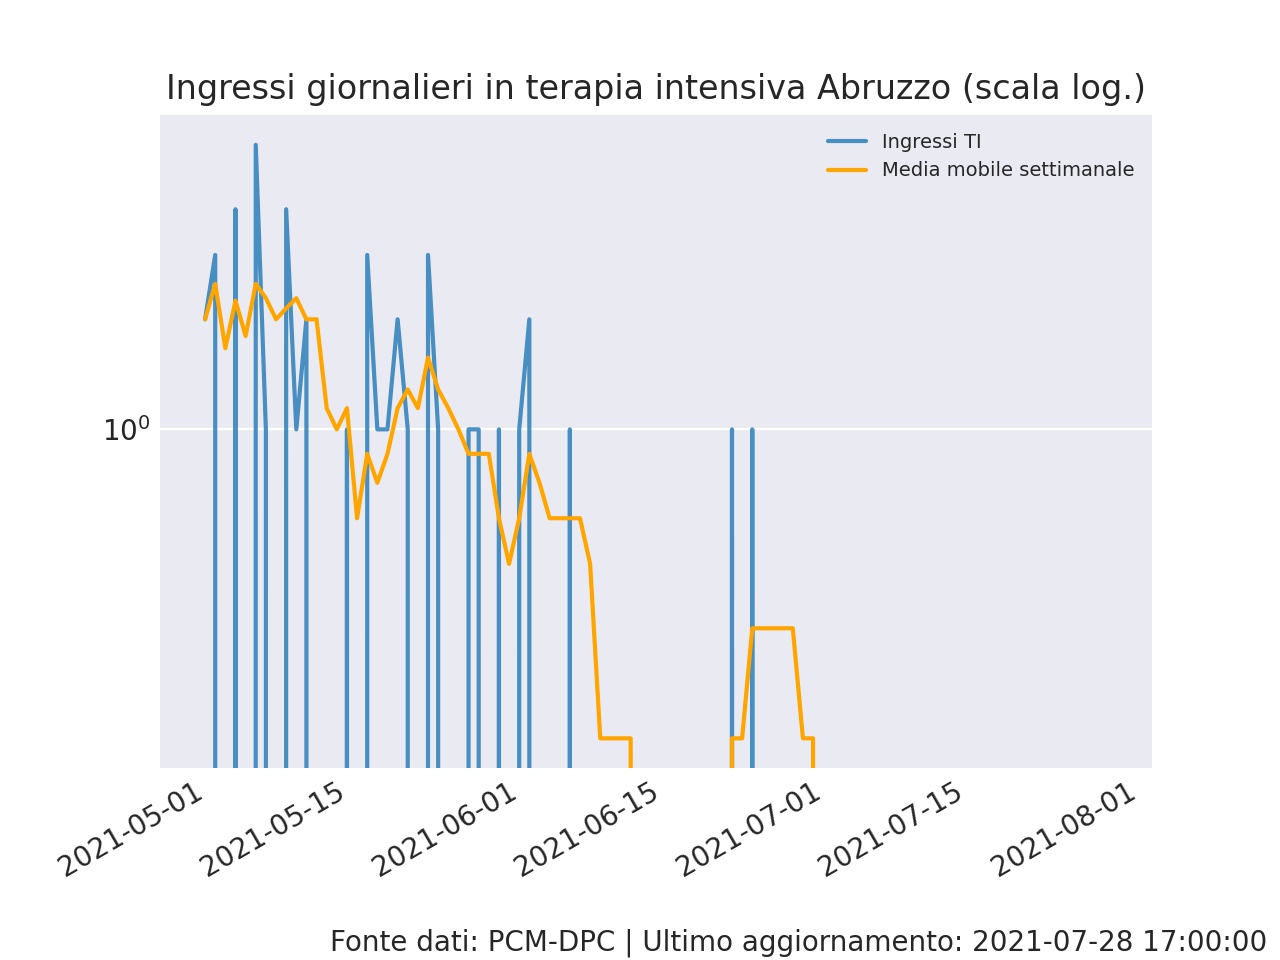 Ingressi giornalieri in terapia intensiva Abruzzo (scala log.)
Ingressi TI
Media mobile settimanale
10⁰
2021-05-01
2021-05-15
2021-06-01
2021-06-15
2021-07-01
2021-07-15
2021-08-01
Fonte dati: PCM-DPC | Ultimo aggiornamento: 2021-07-28 17:00:00